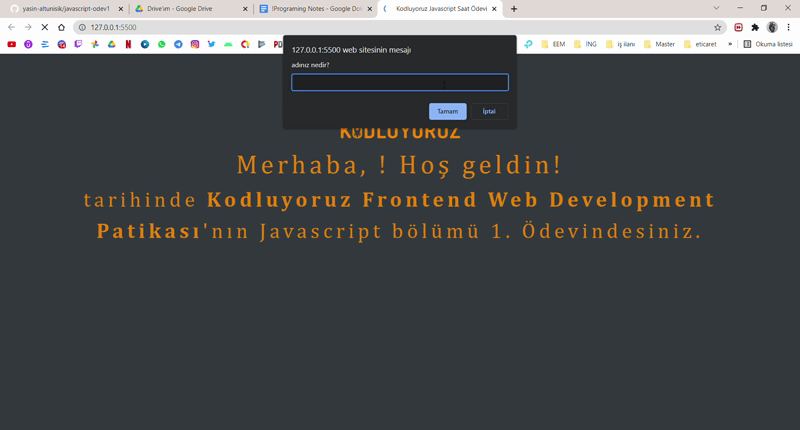 yasin-altunisik/javascript-odev1
Drive'ım - Google Drive
!Programing Notes - Google Do
Kodluyoruz Javascript Saat Ödevi
127.0.0.1:5500
EEM
İNG
iş ilanı
Master
eticaret
»
Okuma listesi
127.0.0.1:5500 web sitesinin mesajı
adınız nedir?
Tamam
İptal
KODLUYORUZ
Merhaba, ! Hoş geldin!
tarihinde Kodluyoruz Frontend Web Development
Patikası'nın Javascript bölümü 1. Ödevindesiniz.